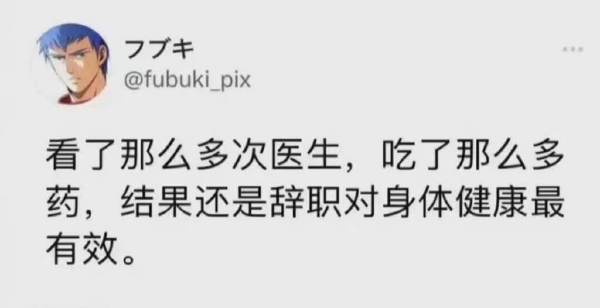 フブキ
@fubuki_pix
看了那么多次医生，吃了那么多
药，结果还是辞职对身体健康最
有效。